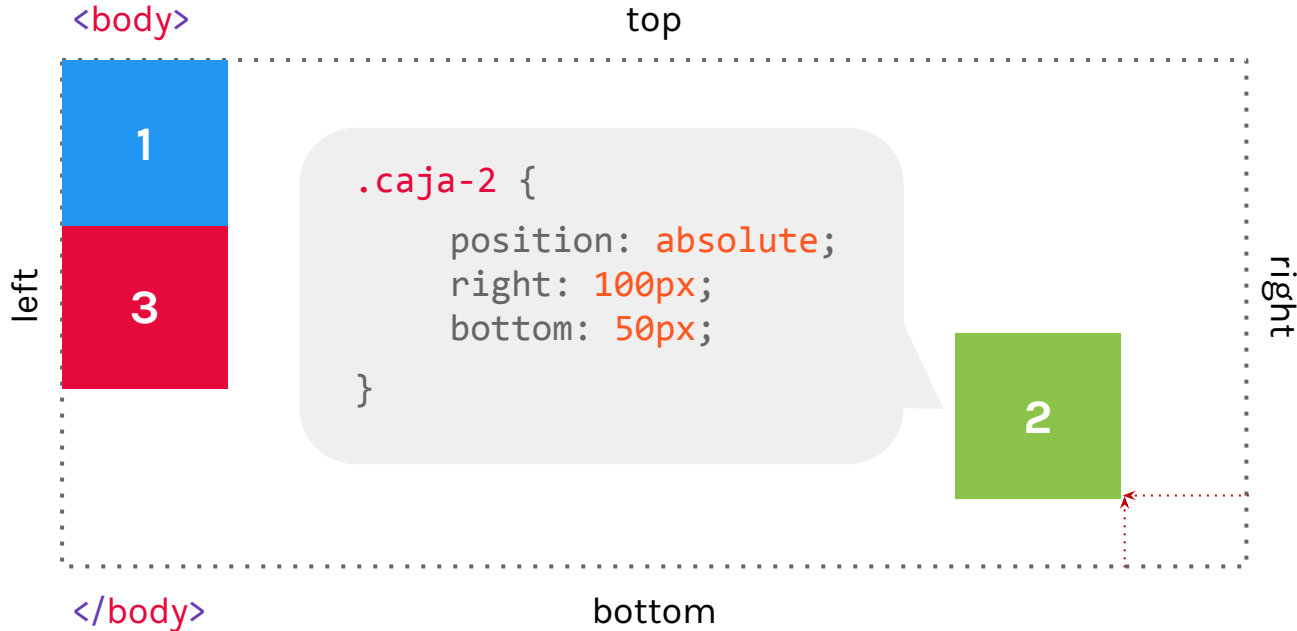 <body>
top
1
.caja-2 {
position: absolute;
left
3
right: 100px;
right
bottom: 50px;
}
2
</body>
bottom